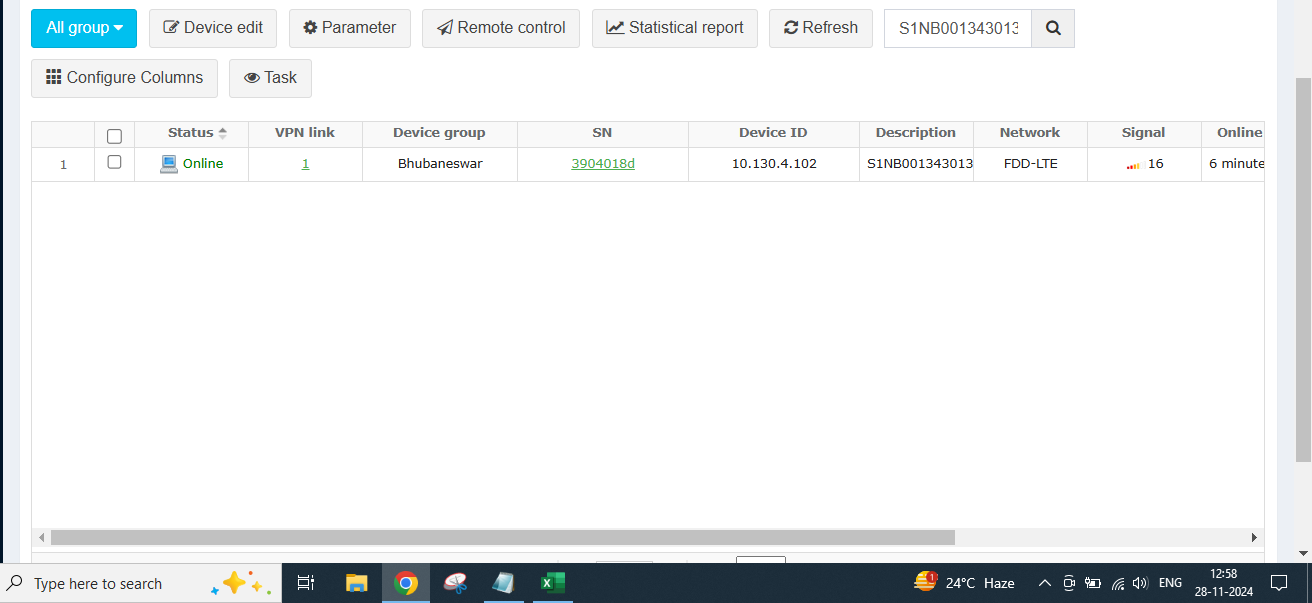 All group
Device edit
Parameter
Remote control
Statistical report
Refresh
S1NB001343013
Configure Columns
Task
Status VPN link Device group SN Device ID Description Network Signal Online
1 Online 1 Bhubaneswar 3904018d 10.130.4.102 S1NB001343013 FDD-LTE 16 6 minute
Type here to search
1
24°C Haze
ENG
12:58
28-11-2024